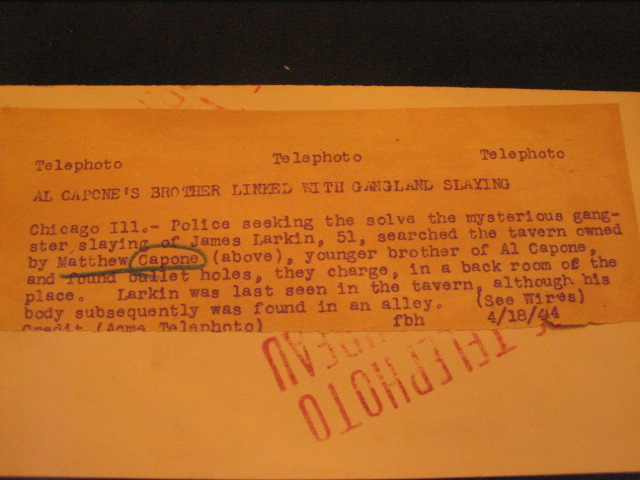 Telephoto Telephoto Telephoto
AL CAPONE'S BROTHER LINKED WITH GANGLAND SLAYING
Chicago Ill.- Police seeking the solve the mysterious gang-
ster slaying of James Larkin, 51, searched the tavern owned
by Matthew Capone (above), younger brother of Al Capone,
and found bullet holes, they charge, in a back room of the
place. Larkin was last seen in the tavern, although his
body subsequently was found in an alley. (See Wires)
Credit (Acme Telephoto) fbh 4/18/44
TELEPHOTO
BUREAU